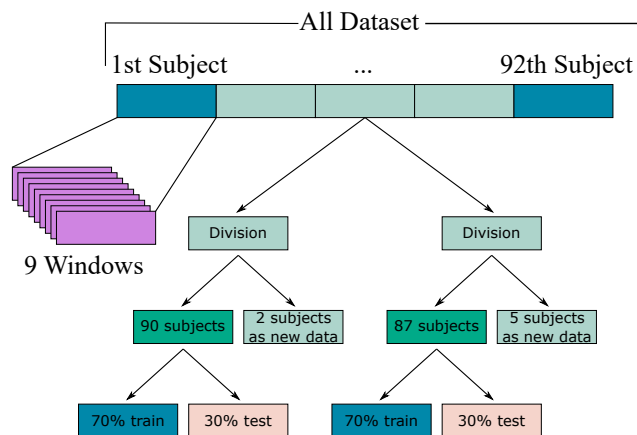 All Dataset
1st Subject
...
92th Subject
9 Windows
Division
Division
90 subjects
2 subjects
as new data
87 subjects
5 subjects
as new data
70% train
30% test
70% train
30% test